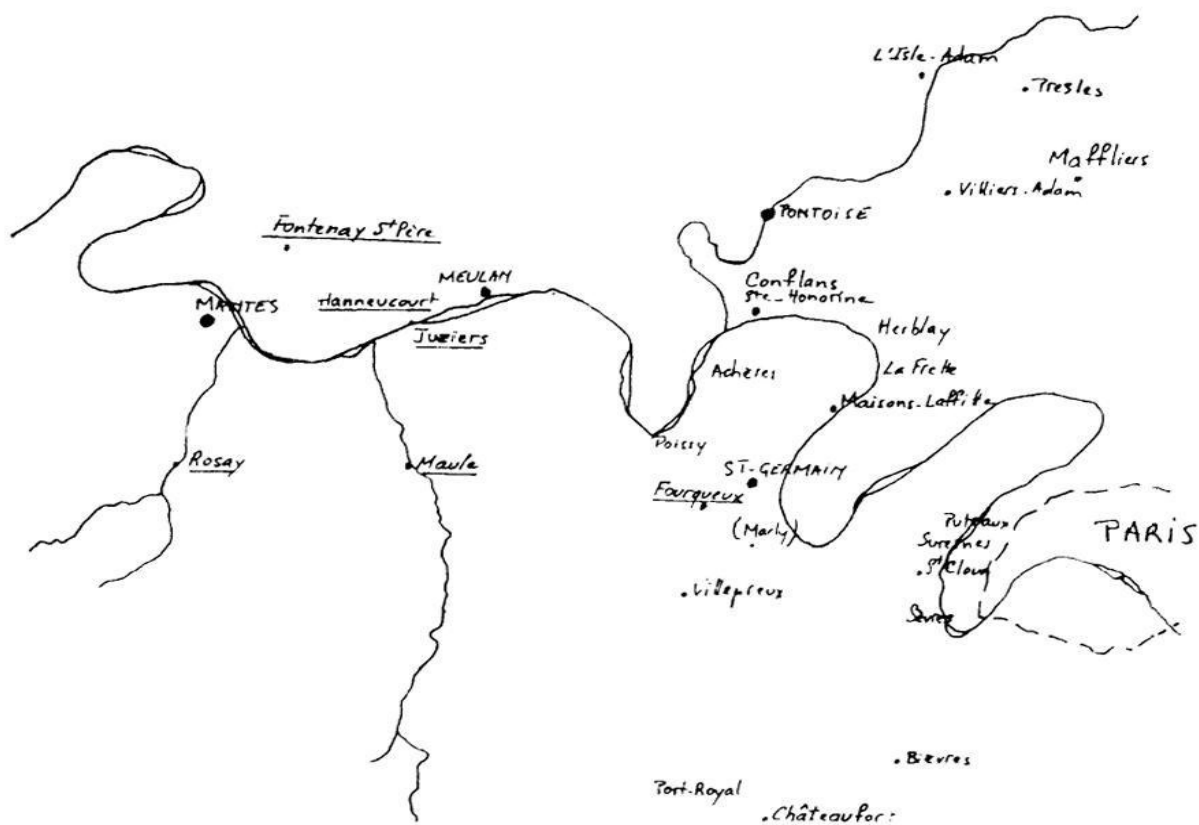 L'Isle-Adam
Presles
Maffliers
Villiers-Adam
PONTOISE
Fontenay St Père
MEULAN
Conflans
Ste-Honorine
Hanneucourt
MANTES
Juziers
Herblay
La Frette
Achères
Maisons-Laffitte
Poissy
Rosay
Maule
ST-GERMAIN
Fourqueux
(Marly)
Puteaux
PARIS
Suresnes
St Cloud
Villepreux
Sèvres
Bièvres
Port-Royal
Châteaufor: